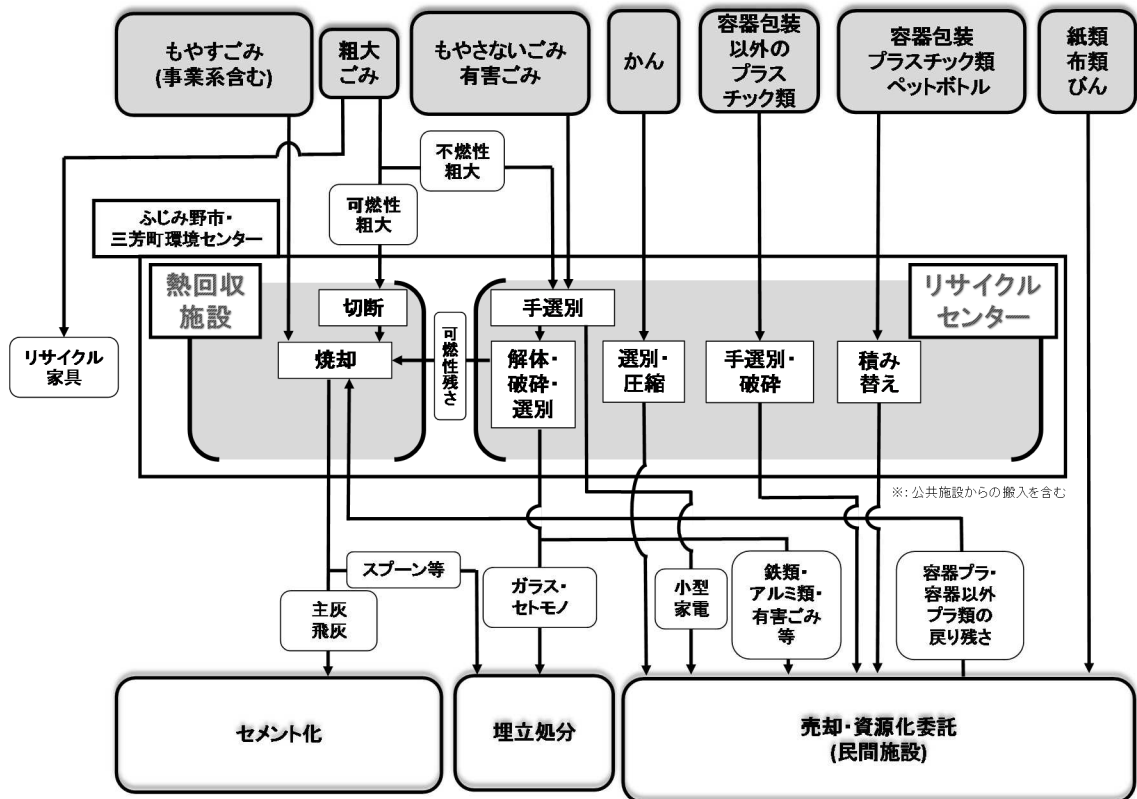 もやすごみ
(事業系含む)
粗大
ごみ
もやさないごみ
有害ごみ
かん
容器包装
以外の
プラス
チック類
容器包装
プラスチック類
ペットボトル
紙類
布類
びん
不燃性
粗大
可燃性
粗大
ふじみ野市・
三芳町環境センター
熱回収
施設
リサイクル
センター
切断
手選別
リサイクル
家具
焼却
可燃性残さ
解体・
破砕・
選別
選別・
圧縮
手選別・
破砕
積み
替え
※:公共施設からの搬入を含む
スプーン等
主灰
飛灰
ガラス・
セトモノ
小型
家電
鉄類・
アルミ類・
有害ごみ
等
容器プラ・
容器以外
プラ類の
戻り残さ
セメント化
埋立処分
売却・資源化委託
(民間施設)